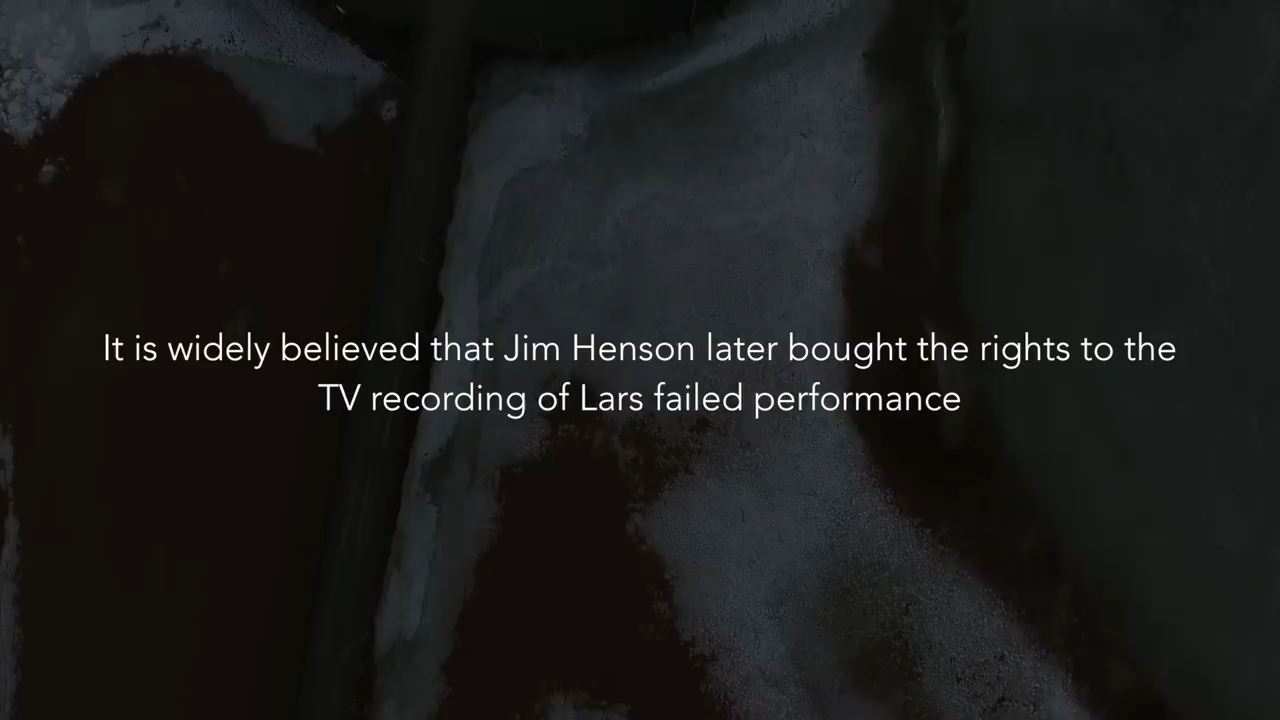 It is widely believed that Jim Henson later bought the rights to the
TV recording of Lars failed performance